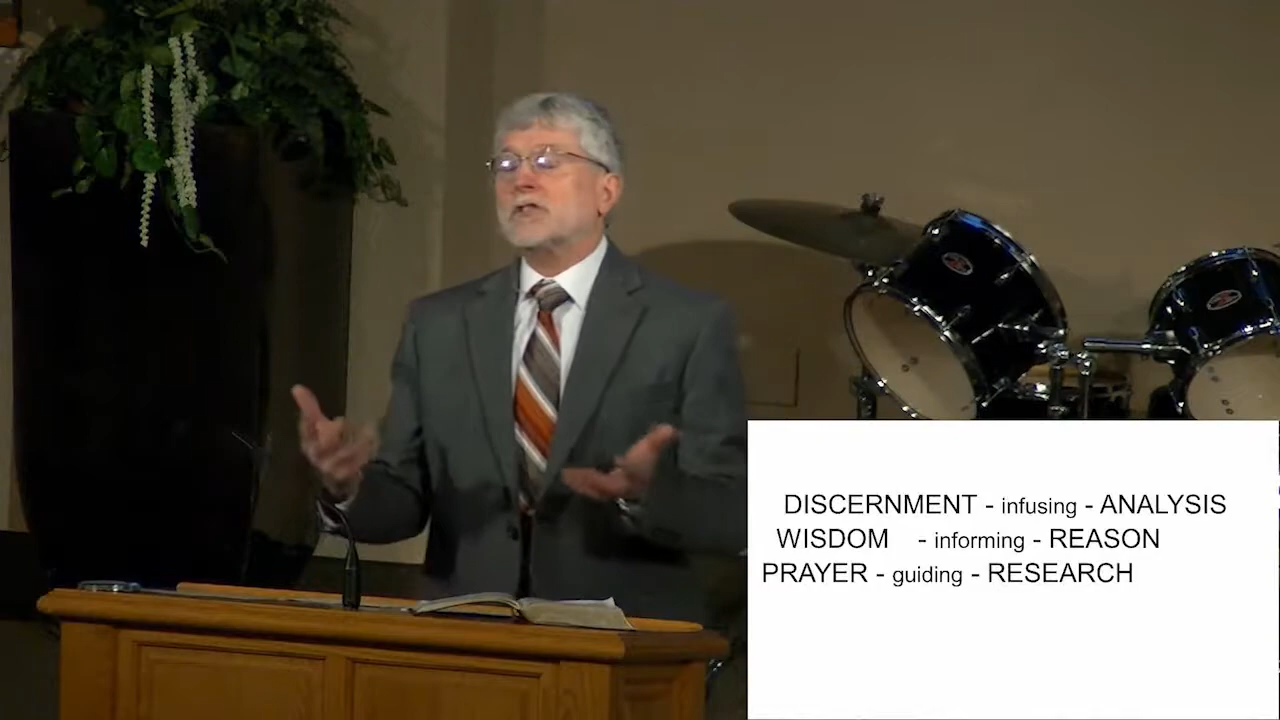 DISCERNMENT - infusing - ANALYSIS
WISDOM - informing - REASON
PRAYER - guiding - RESEARCH